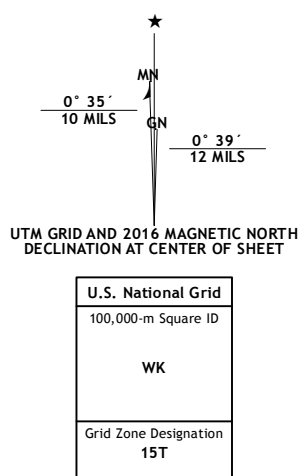 ★
MN
0° 35´
10 MILS
GN
0° 39´
12 MILS
UTM GRID AND 2016 MAGNETIC NORTH
DECLINATION AT CENTER OF SHEET
U.S. National Grid
100,000-m Square ID
WK
Grid Zone Designation
15T